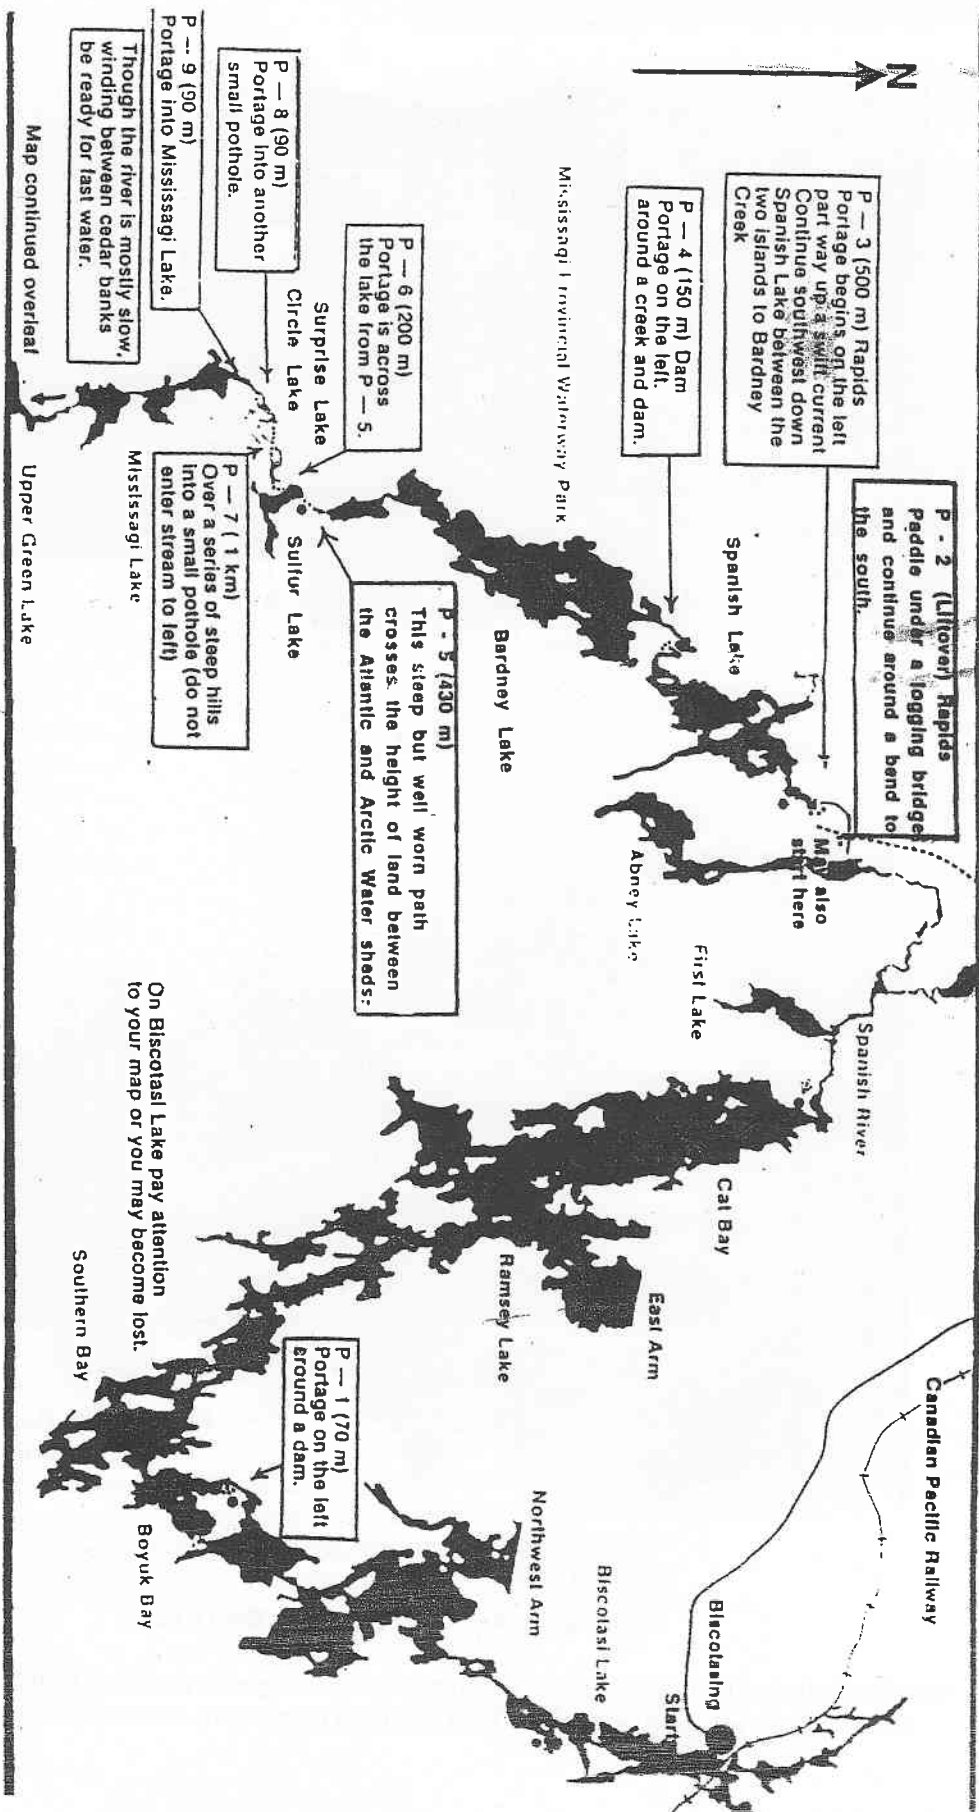 N
P — 3 (500 m) Rapids
Portage begins on the left
part way up a swift current
Continue southwest down
Spanish Lake between the
two islands to Bardney
Creek
P - 2 (Liftover) Rapids
Paddle under a logging bridge
and continue around a bend to
the south.
May also
start here
P — 4 (150 m) Dam
Portage on the left.
around a creek and dam.
Mississagi Provincial Waterway Park
Spanish Lake
Abney Lake
First Lake
Spanish River
Cat Bay
East Arm
Ramsey Lake
Canadian Pacific Railway
Biscotasing
Start
Biscotasi Lake
Northwest Arm
P — 1 (70 m)
Portage on the left
around a dam.
Boyuk Bay
Southern Bay
On Biscotasi Lake pay attention
to your map or you may become lost.
Bardney Lake
P - 5 (430 m)
This steep but well worn path
crosses the height of land between
the Atlantic and Arctic Water sheds:
P — 6 (200 m)
Portage is across
the lake from P — 5.
Surprise Lake
Circle Lake
Sulfur Lake
P — 7 ( 1 km)
Over a series of steep hills
into a small pothole (do not
enter stream to left)
P — 8 (90 m)
Portage into another
small pothole.
P — 9 (90 m)
Portage into Mississagi Lake.
Mississagi Lake
Though the river is mostly slow,
winding between cedar banks
be ready for fast water.
Map continued overleaf
Upper Green Lake